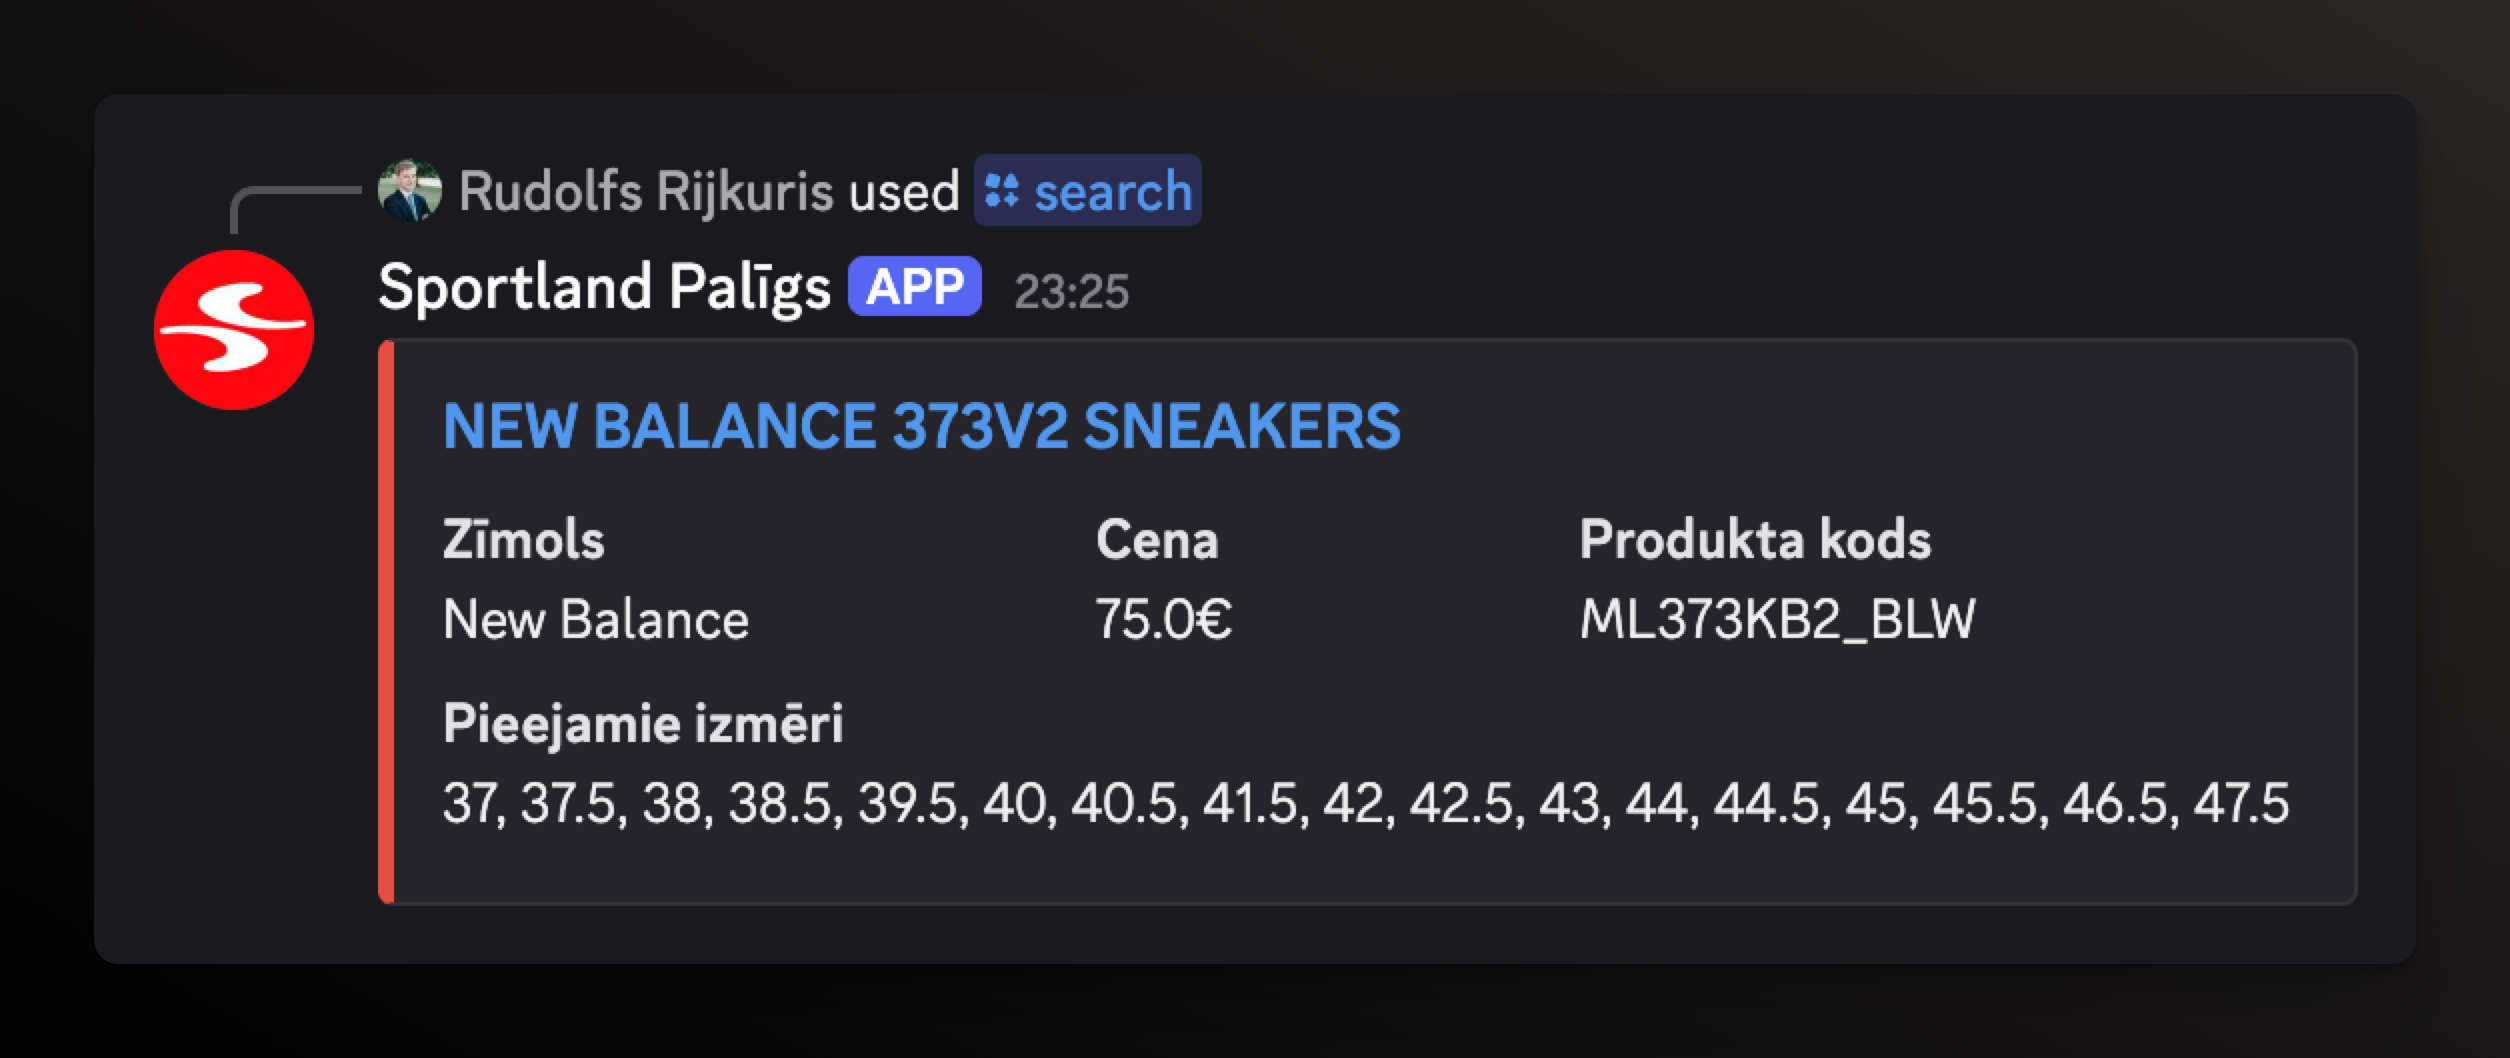 Rudolfs Rijkuris used search
Sportland Palīgs APP 23:25
NEW BALANCE 373V2 SNEAKERS
Zīmols Cena Produkta kods
New Balance 75.0€ ML373KB2_BLW
Pieejamie izmēri
37, 37.5, 38, 38.5, 39.5, 40, 40.5, 41.5, 42, 42.5, 43, 44, 44.5, 45, 45.5, 46.5, 47.5